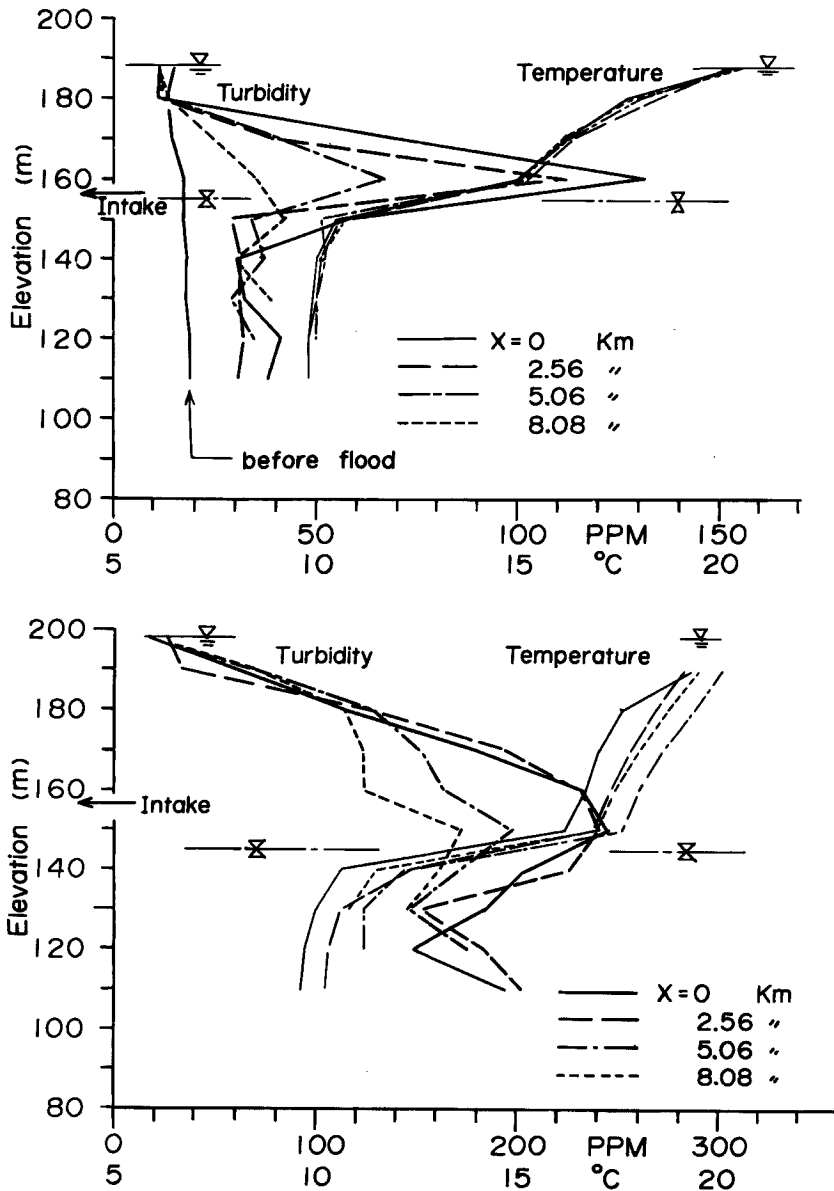 200
Turbidity
Temperature
180
160
Intake
140
120
100
80
Elevation (m)
X = 0 Km
2.56 〃
5.06 〃
8.08 〃
before flood
0 50 100 PPM 150
5 10 15 °C 20
200
Turbidity
Temperature
180
160
Intake
140
120
100
80
Elevation (m)
X = 0 Km
2.56 〃
5.06 〃
8.08 〃
0 100 200 PPM 300
5 10 15 °C 20